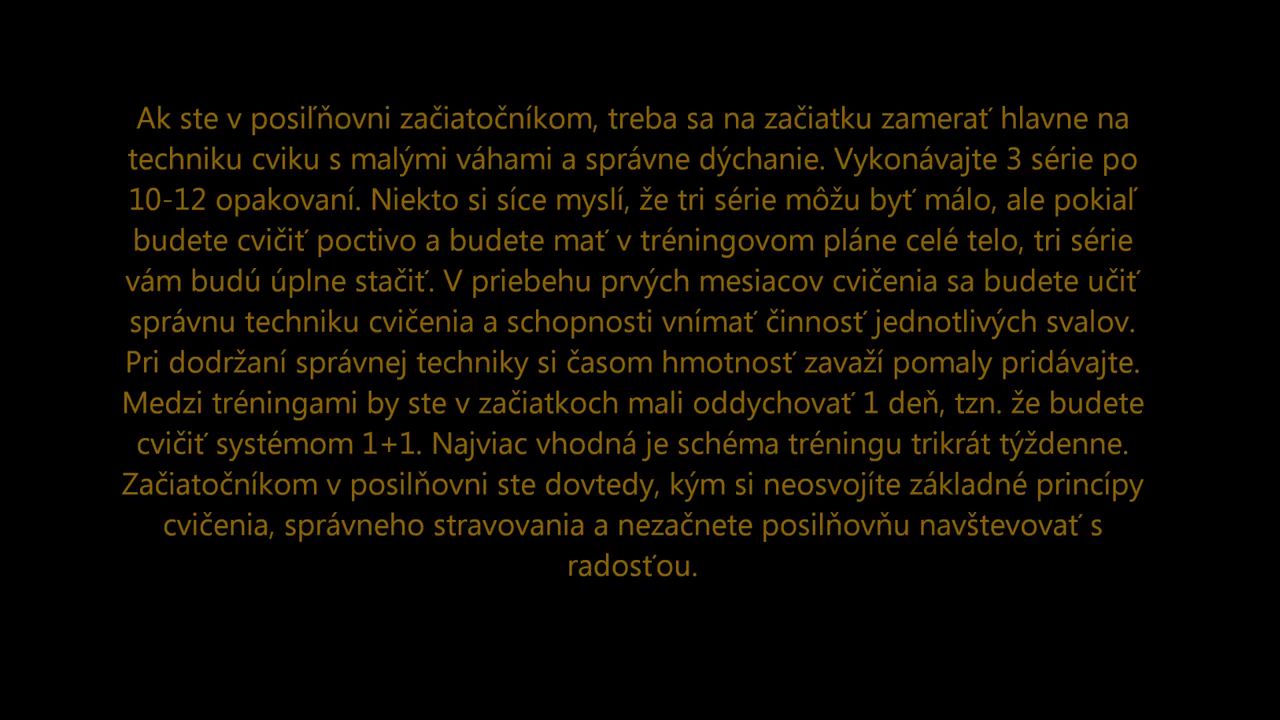 Ak ste v posiľňovni začiatočníkom, treba sa na začiatku zamerať hlavne na
techniku cviku s malými váhami a správne dýchanie. Vykonávajte 3 série po
10-12 opakovaní. Niekto si síce myslí, že tri série môžu byť málo, ale pokiaľ
budete cvičiť poctivo a budete mať v tréningovom pláne celé telo, tri série
vám budú úplne stačiť. V priebehu prvých mesiacov cvičenia sa budete učiť
správnu techniku cvičenia a schopnosti vnímať činnosť jednotlivých svalov.
Pri dodržaní správnej techniky si časom hmotnosť zavaží pomaly pridávajte.
Medzi tréningami by ste v začiatkoch mali oddychovať 1 deň, tzn. že budete
cvičiť systémom 1+1. Najviac vhodná je schéma tréningu trikrát týždenne.
Začiatočníkom v posilňovni ste dovtedy, kým si neosvojíte základné princípy
cvičenia, správneho stravovania a nezačnete posilňovňu navštevovať s
radosťou.